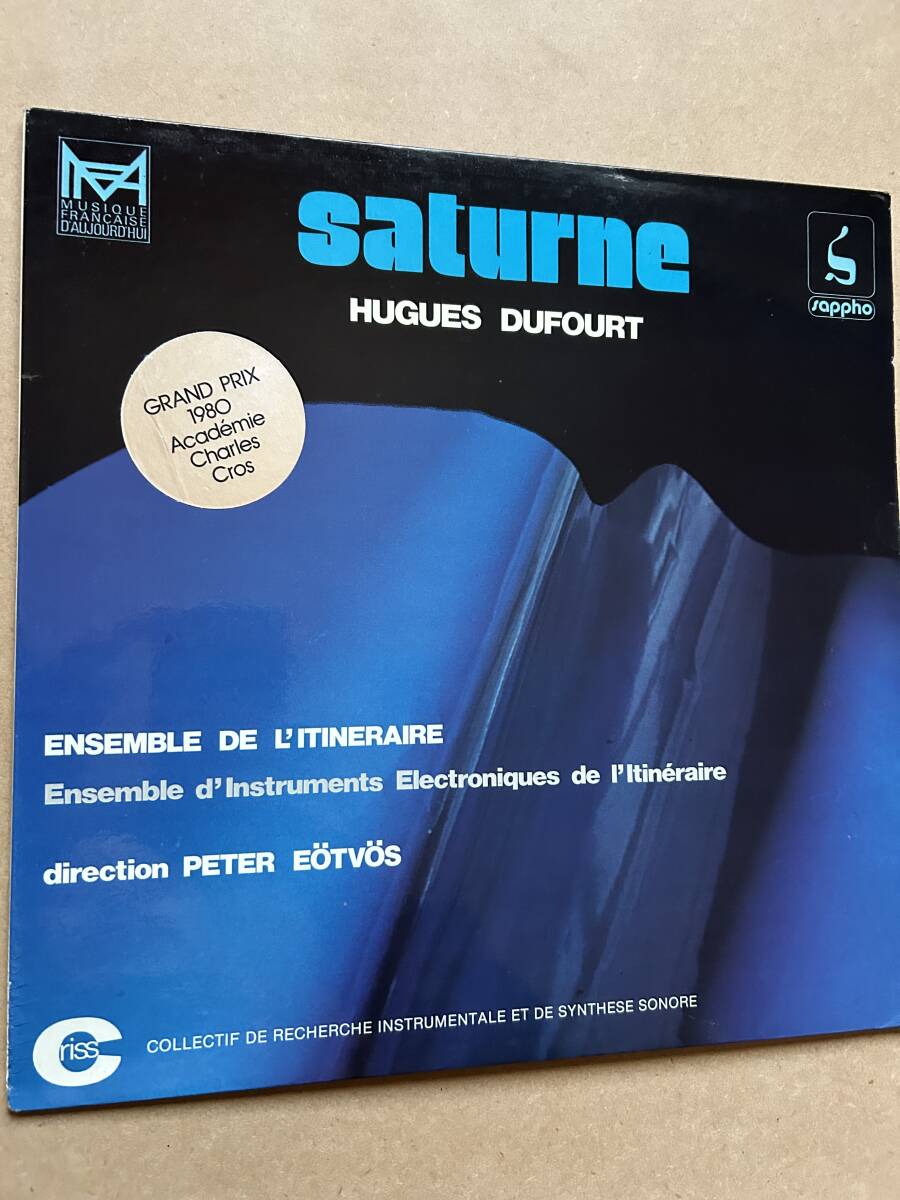 MFA
MUSIQUE
FRANÇAISE
D'AUJOURD'HUI
saturne
HUGUES DUFOURT
sappho
GRAND PRIX
1980
Académie
Charles
Cros
ENSEMBLE DE L'ITINERAIRE
Ensemble d'Instruments Electroniques de l'Itinéraire
direction PETER EÖTVÖS
Criss
COLLECTIF DE RECHERCHE INSTRUMENTALE ET DE SYNTHESE SONORE